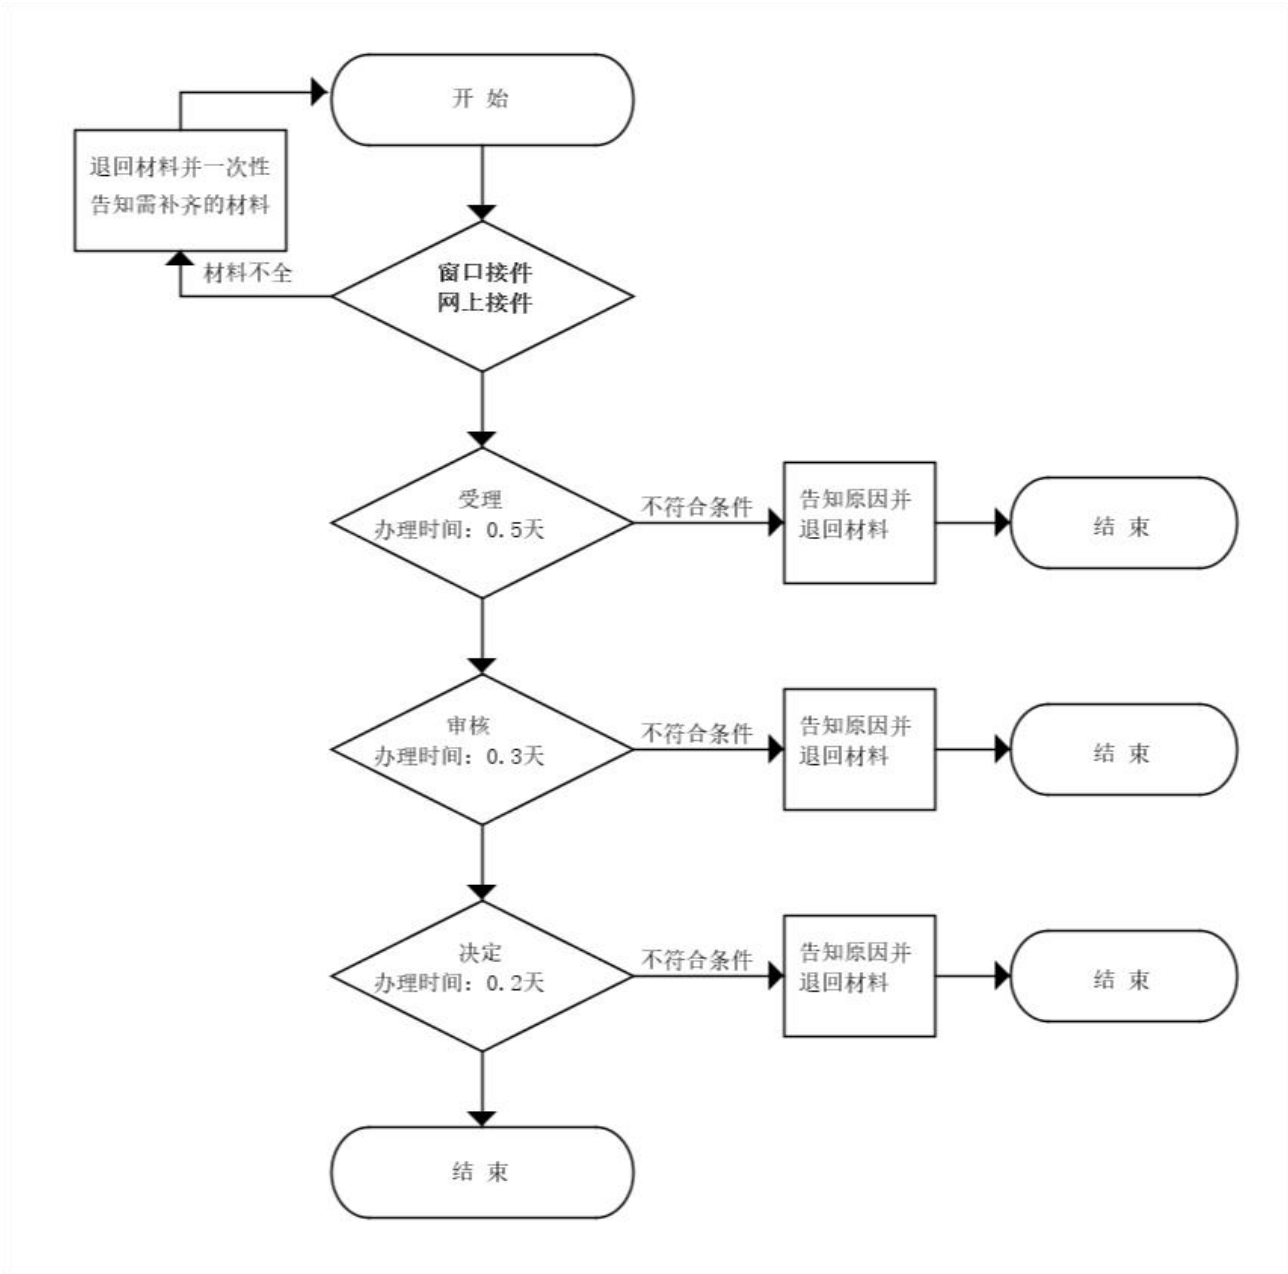 开 始
退回材料并一次性
告知需补齐的材料
材料不全
窗口接件
网上接件
受理
办理时间：0.5天
不符合条件
告知原因并
退回材料
结 束
审核
办理时间：0.3天
不符合条件
告知原因并
退回材料
结 束
决定
办理时间：0.2天
不符合条件
告知原因并
退回材料
结 束
结 束